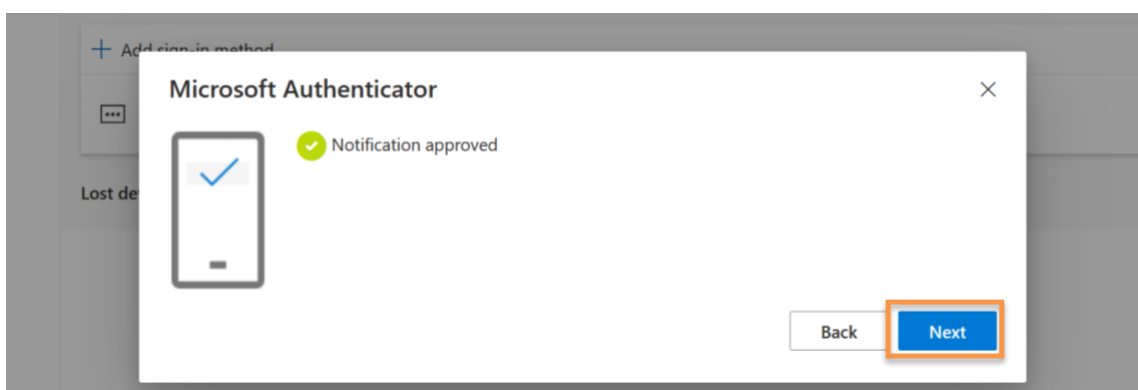 Add sign-in method
Microsoft Authenticator
Notification approved
Lost de
Back
Next